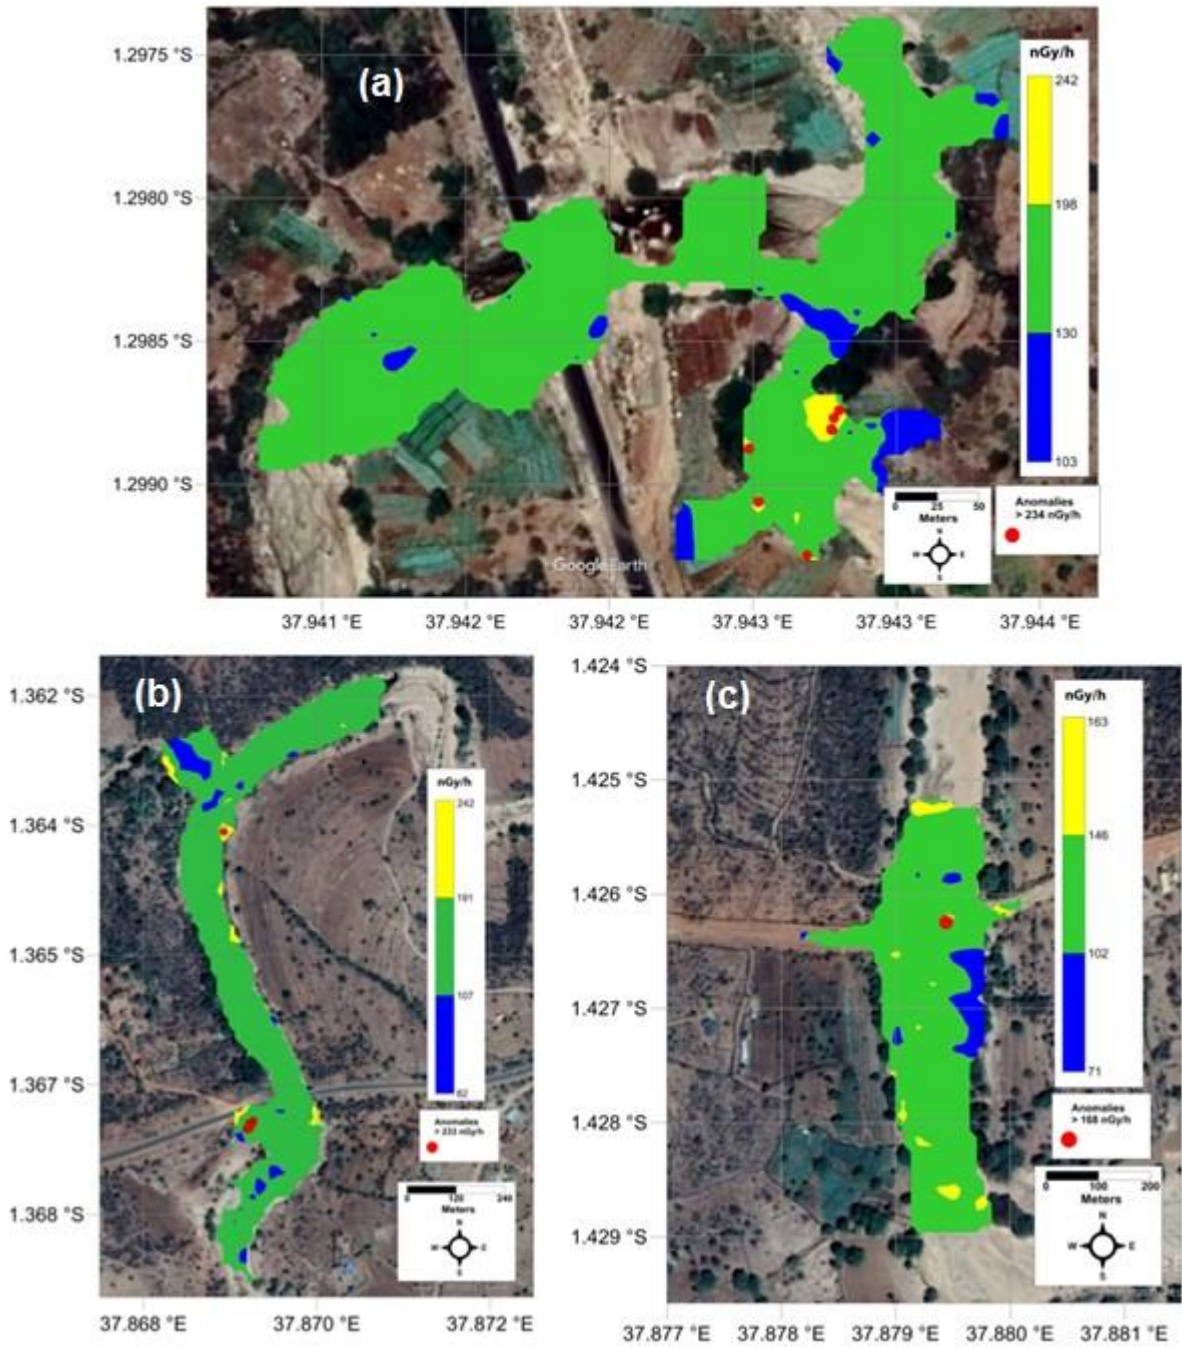 (a)
1.2975 °S
1.2980 °S
1.2985 °S
1.2990 °S
nGy/h
242
198
130
103
0 25 50
Meters
N
W E
S
Anomalies
> 234 nGy/h
Google Earth
37.941 °E 37.942 °E 37.942 °E 37.943 °E 37.943 °E 37.944 °E
(b)
1.362 °S
1.364 °S
1.365 °S
1.367 °S
1.368 °S
nGy/h
242
191
107
62
Anomalies
> 233 nGy/h
0 120 240
Meters
N
W E
S
37.868 °E 37.870 °E 37.872 °E
(c)
1.424 °S
1.425 °S
1.426 °S
1.427 °S
1.428 °S
1.429 °S
nGy/h
163
146
102
71
Anomalies
> 168 nGy/h
0 100 200
Meters
N
W E
S
37.877 °E 37.878 °E 37.879 °E 37.880 °E 37.881 °E